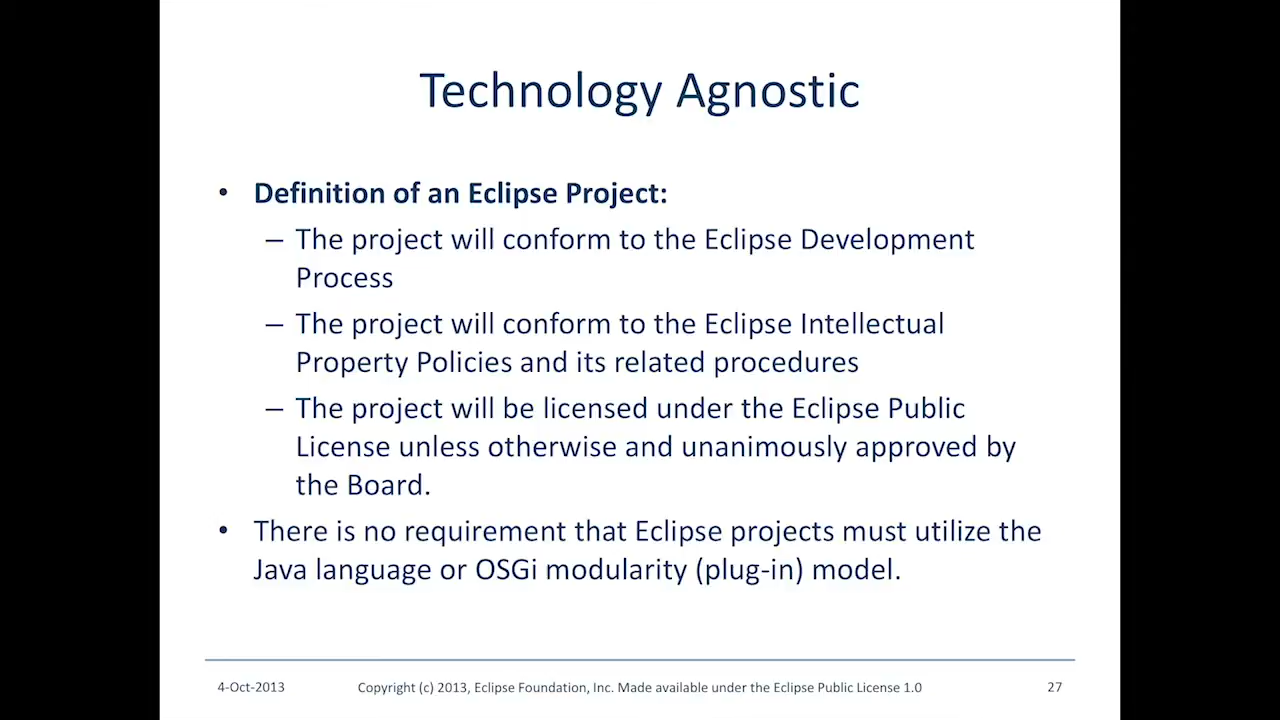 Technology Agnostic
• Definition of an Eclipse Project:
– The project will conform to the Eclipse Development
Process
– The project will conform to the Eclipse Intellectual
Property Policies and its related procedures
– The project will be licensed under the Eclipse Public
License unless otherwise and unanimously approved by
the Board.
• There is no requirement that Eclipse projects must utilize the
Java language or OSGi modularity (plug-in) model.
4-Oct-2013 Copyright (c) 2013, Eclipse Foundation, Inc. Made available under the Eclipse Public License 1.0 27